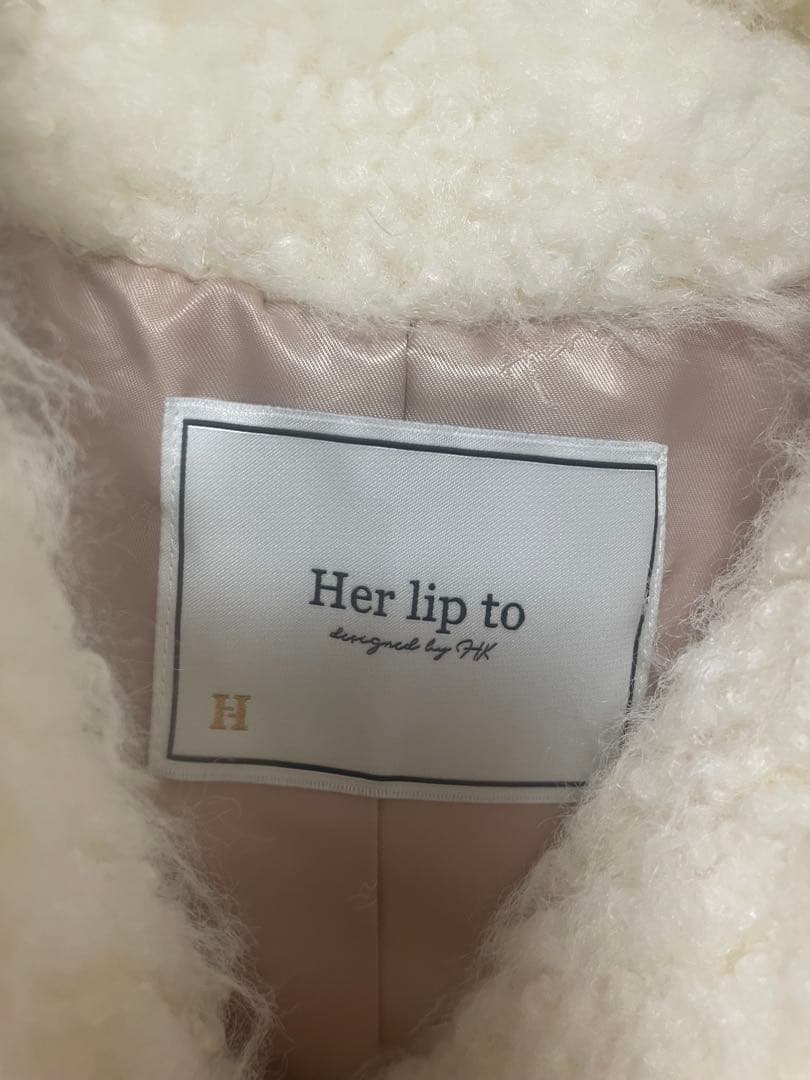 Her lip to
designed by HK
H